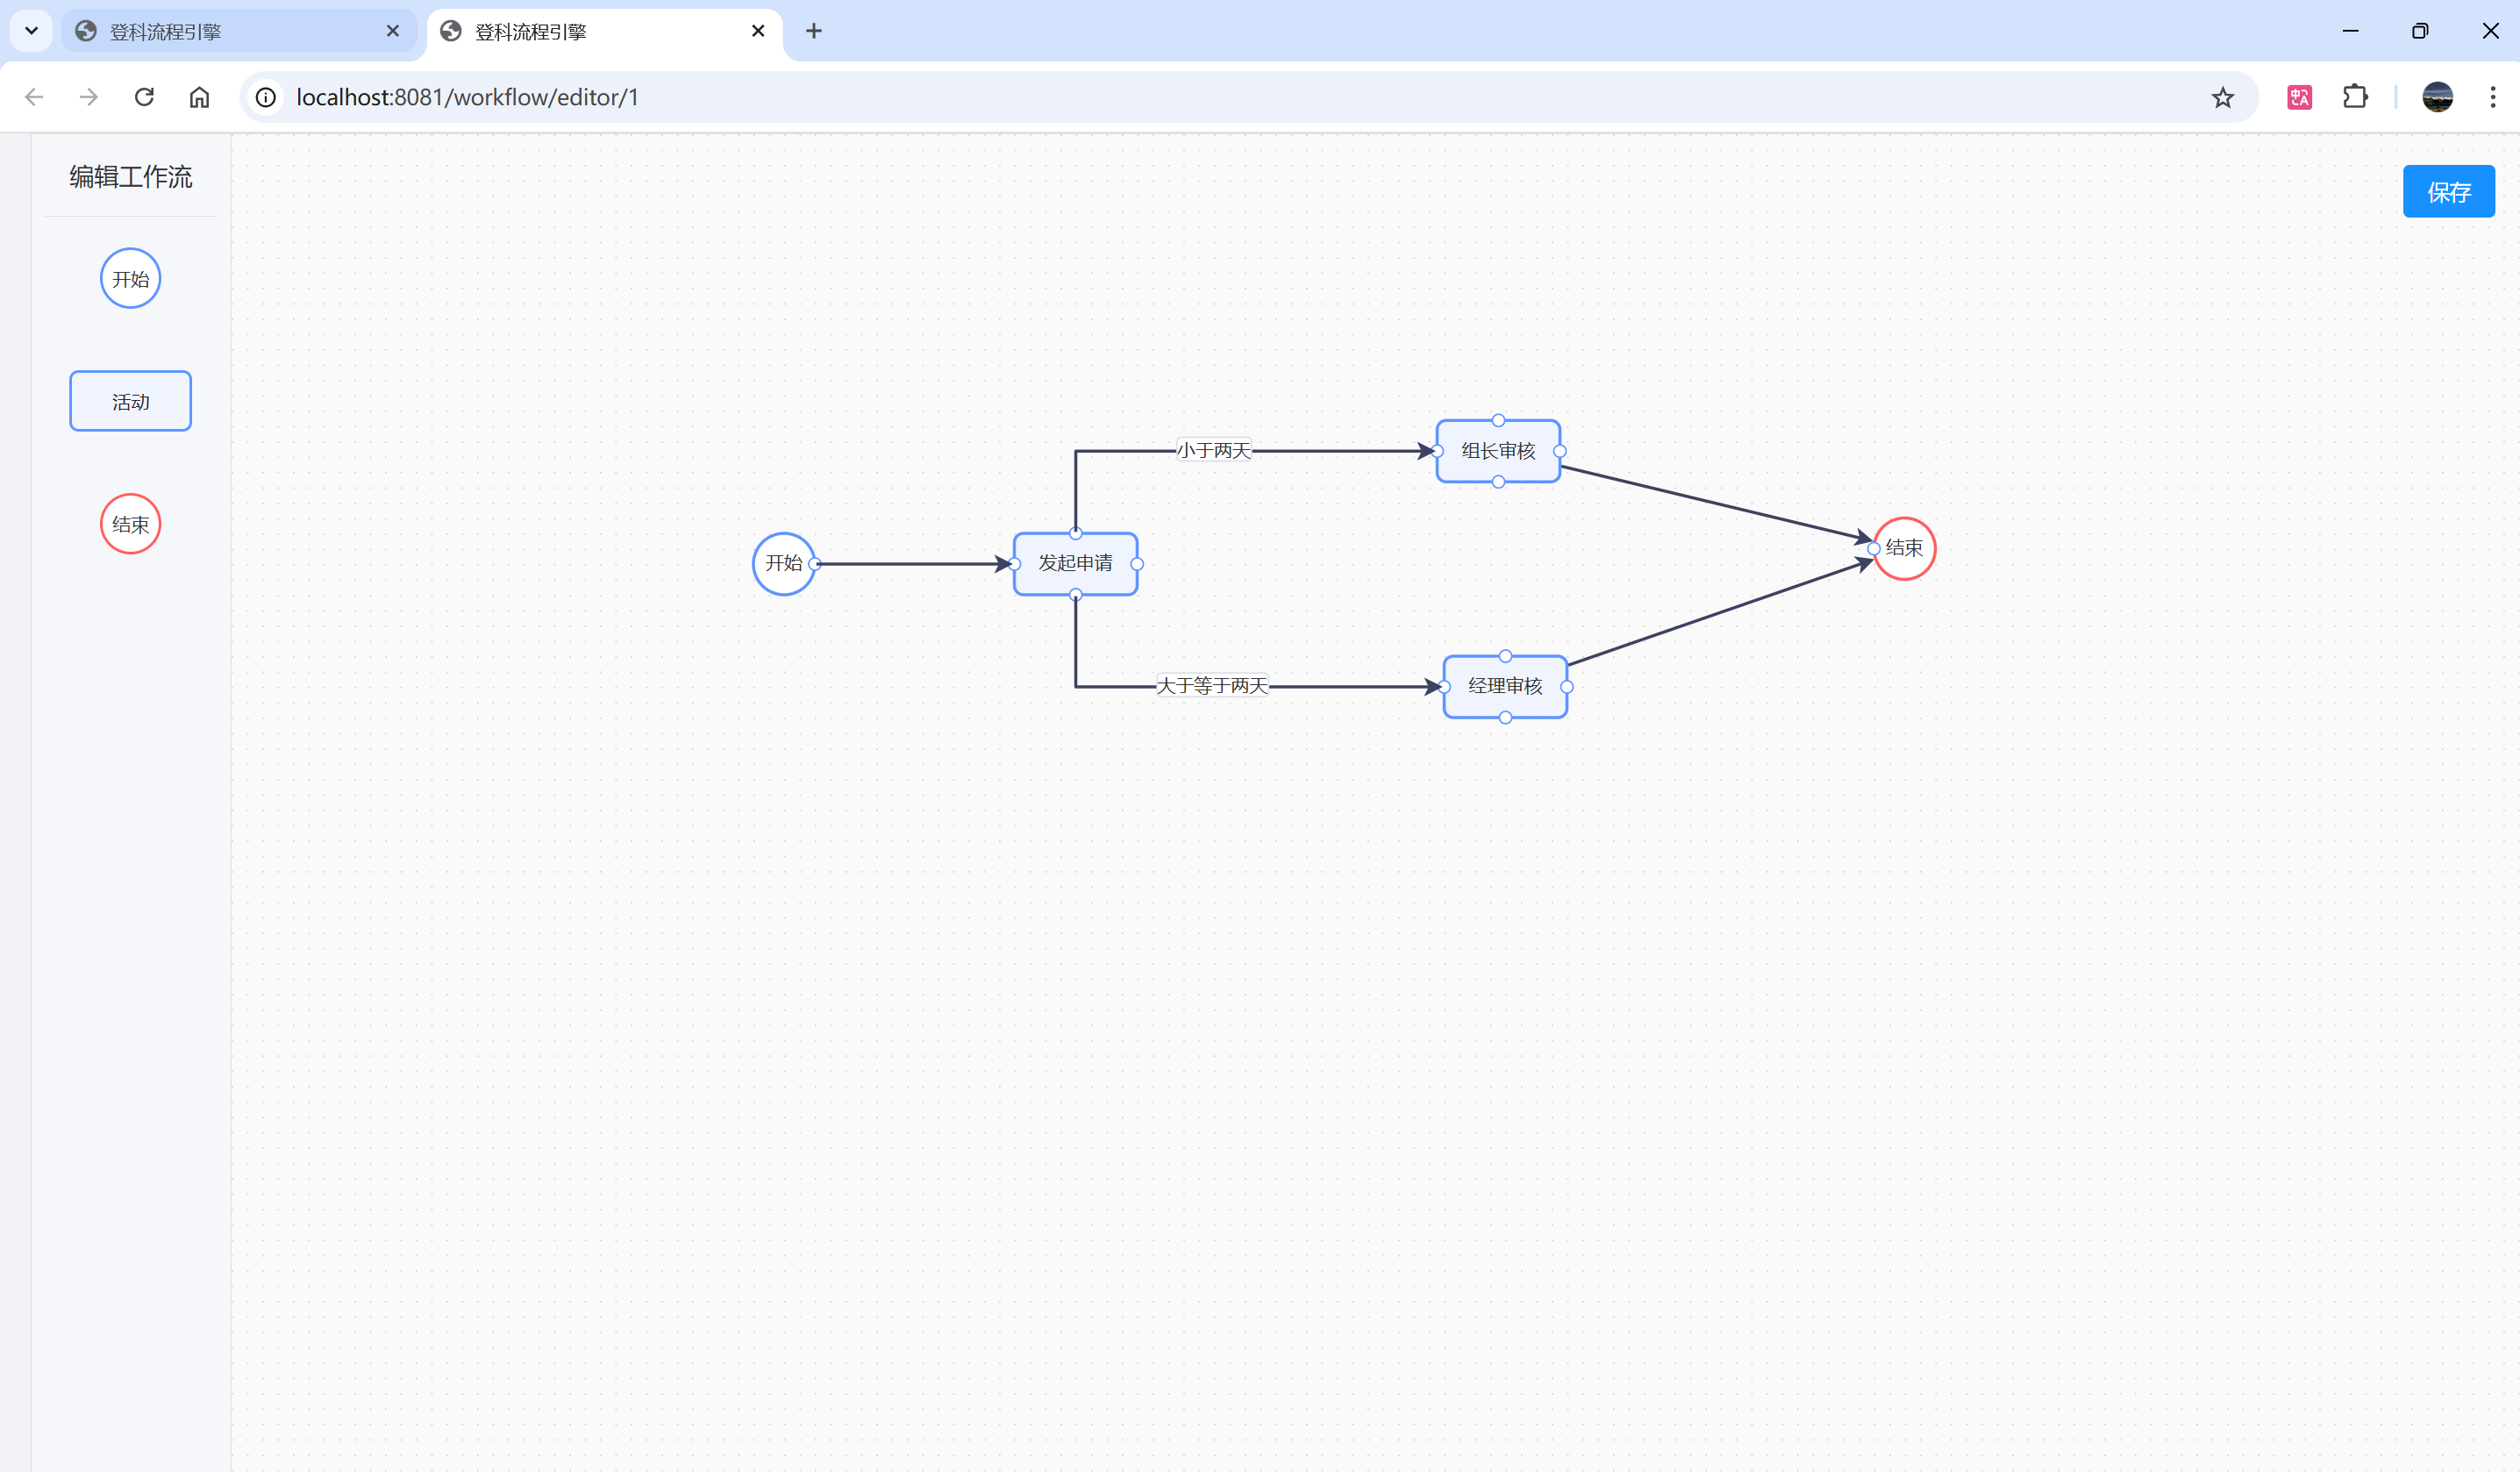 登科流程引擎
登科流程引擎
localhost:8081/workflow/editor/1
编辑工作流
保存
开始
活动
结束
小于两天
组长审核
开始
发起申请
结束
大于等于两天
经理审核